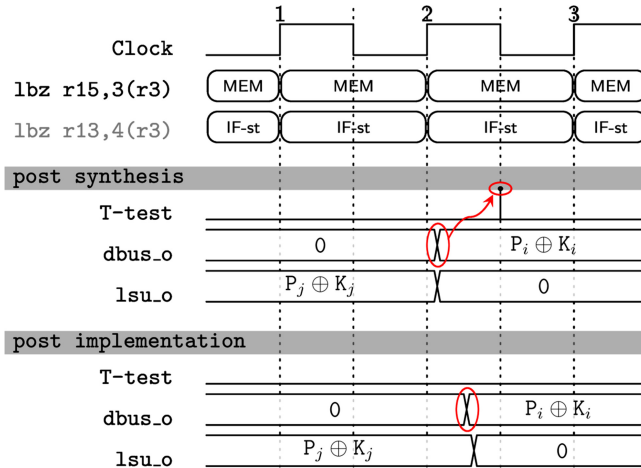 1 2 3
Clock
lbz r15,3(r3) MEM MEM MEM MEM
lbz r13,4(r3) IF-st IF-st IF-st IF-st
post synthesis
T-test
dbus_o 0 P_i ⊕ K_i
lsu_o P_j ⊕ K_j 0
post implementation
T-test
dbus_o 0 P_i ⊕ K_i
lsu_o P_j ⊕ K_j 0